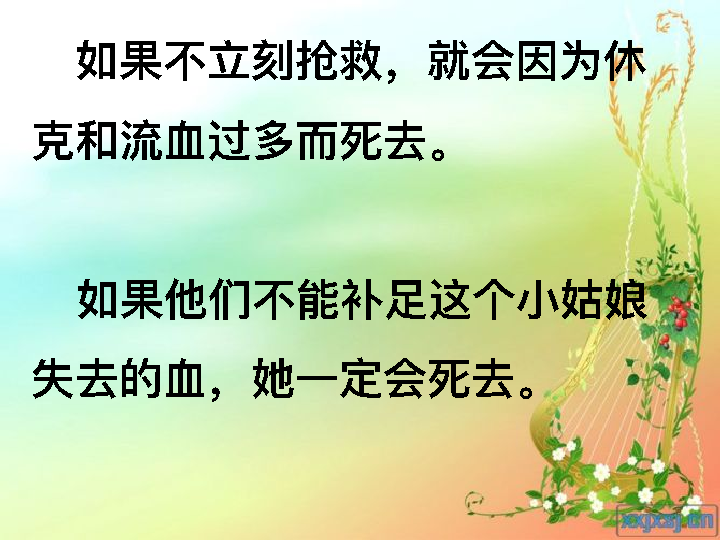 如果不立刻抢救，就会因为休
克和流血过多而死去。
如果他们不能补足这个小姑娘
失去的血，她一定会死去。